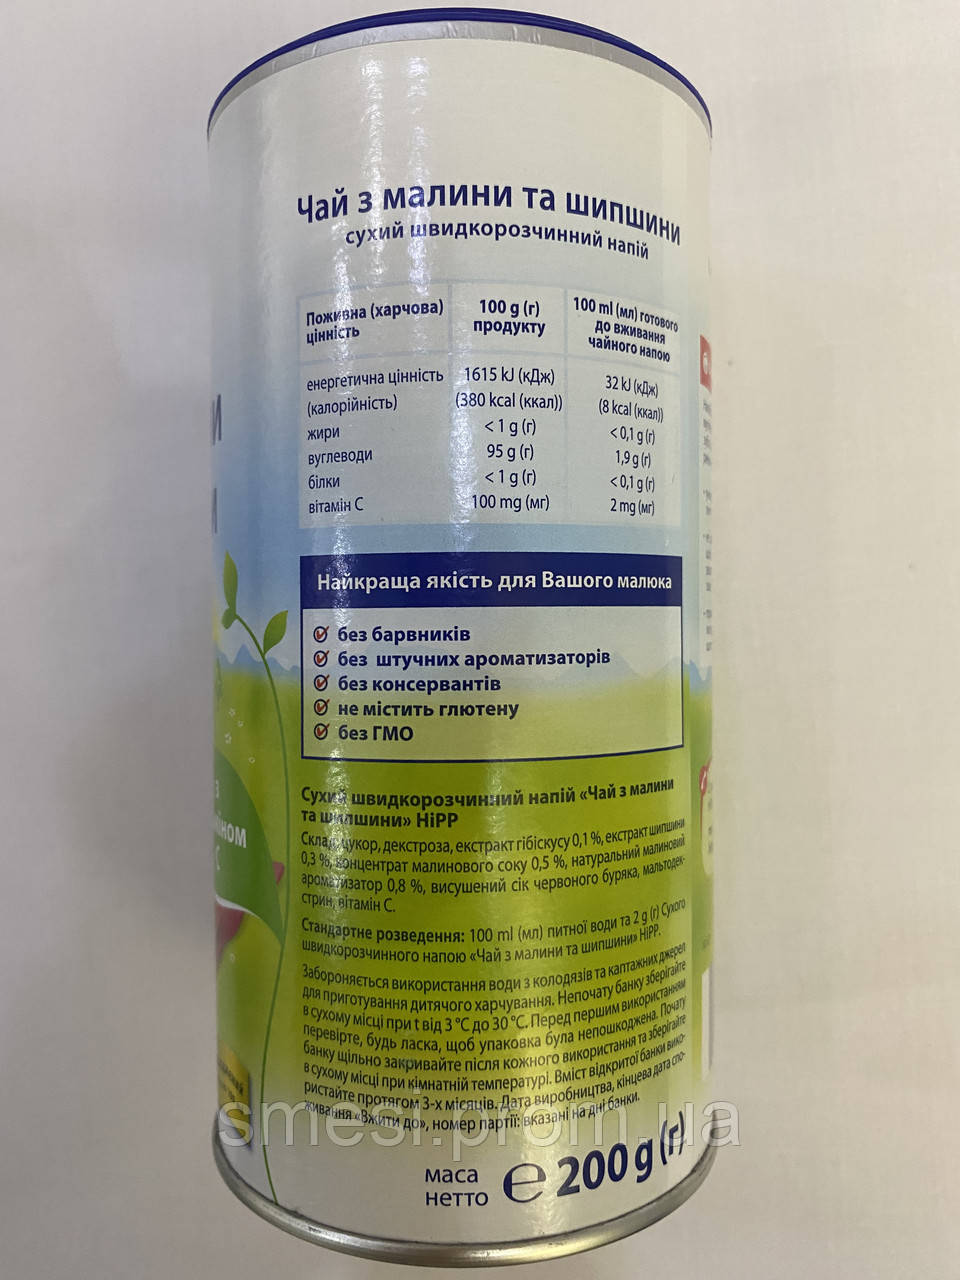 Чай з малини та шипшини
сухий швидкорозчинний напій
Поживна (харчова)
цінність
100 g (г)
продукту
100 ml (мл) готового
до вживання
чайного напою
енергетична цінність 1615 kJ (кДж) 32 kJ (кДж)
(калорійність) (380 kcal (ккал)) (8 kcal (ккал))
жири < 1 g (г) < 0,1 g (г)
вуглеводи 95 g (г) 1,9 g (г)
білки < 1 g (г) < 0,1 g (г)
вітамін С 100 mg (мг) 2 mg (мг)
Найкраща якість для Вашого малюка
без барвників
без штучних ароматизаторів
без консервантів
не містить глютену
без ГМО
Сухий швидкорозчинний напій «Чай з малини
та шипшини» HiPP
Склад: цукор, декстроза, екстракт гібіскусу 0,1 %, екстракт шипшини
0,3 %, концентрат малинового соку 0,5 %, натуральний малиновий
ароматизатор 0,8 %, висушений сік червоного буряка, мальтодек-
стрин, вітамін С.
Стандартне розведення: 100 ml (мл) питної води та 2 g (г) Сухого
швидкорозчинного напою «Чай з малини та шипшини» HiPP.
Забороняється використання води з колодязів та каптажних джерел
для приготування дитячого харчування. Непочату банку зберігайте
в сухому місці при t від 3 °C до 30 °C. Перед першим використанням
перевірте, будь ласка, щоб упаковка була непошкоджена. Почату
банку щільно закривайте після кожного використання та зберігайте
в сухому місці при кімнатній температурі. Вміст відкритої банки вико-
ристайте протягом 3-х місяців. Дата виробництва, кінцева дата спо-
живання «Вжити до», номер партії: вказані на дні банки.
smesi.prom.ua
маса
нетто
℮ 200 g (г)